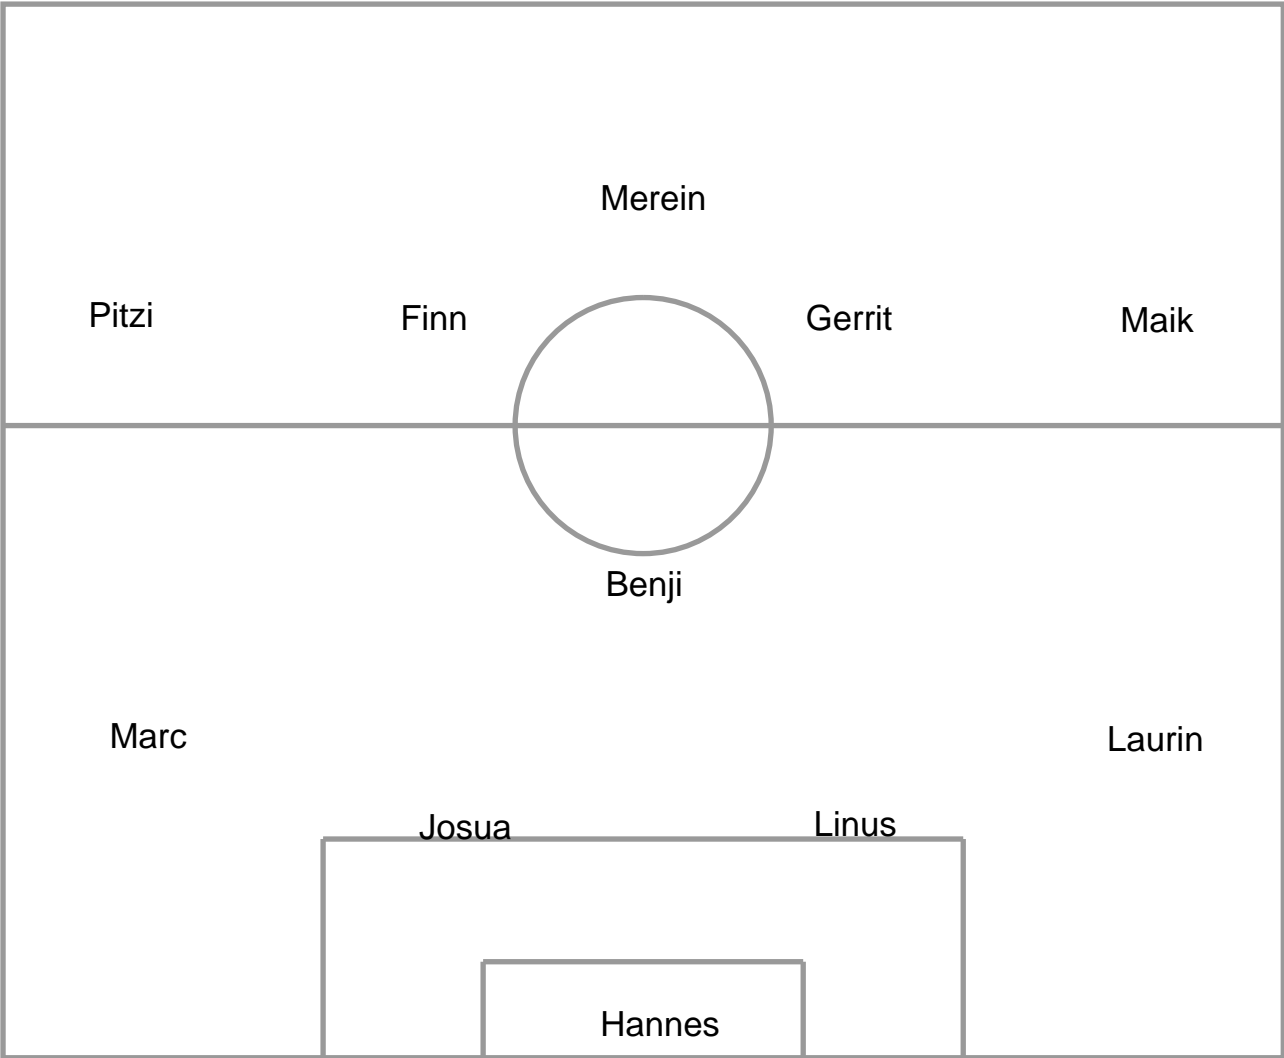 Merein
Pitzi Finn Gerrit Maik
Benji
Marc Laurin
Josua Linus
Hannes